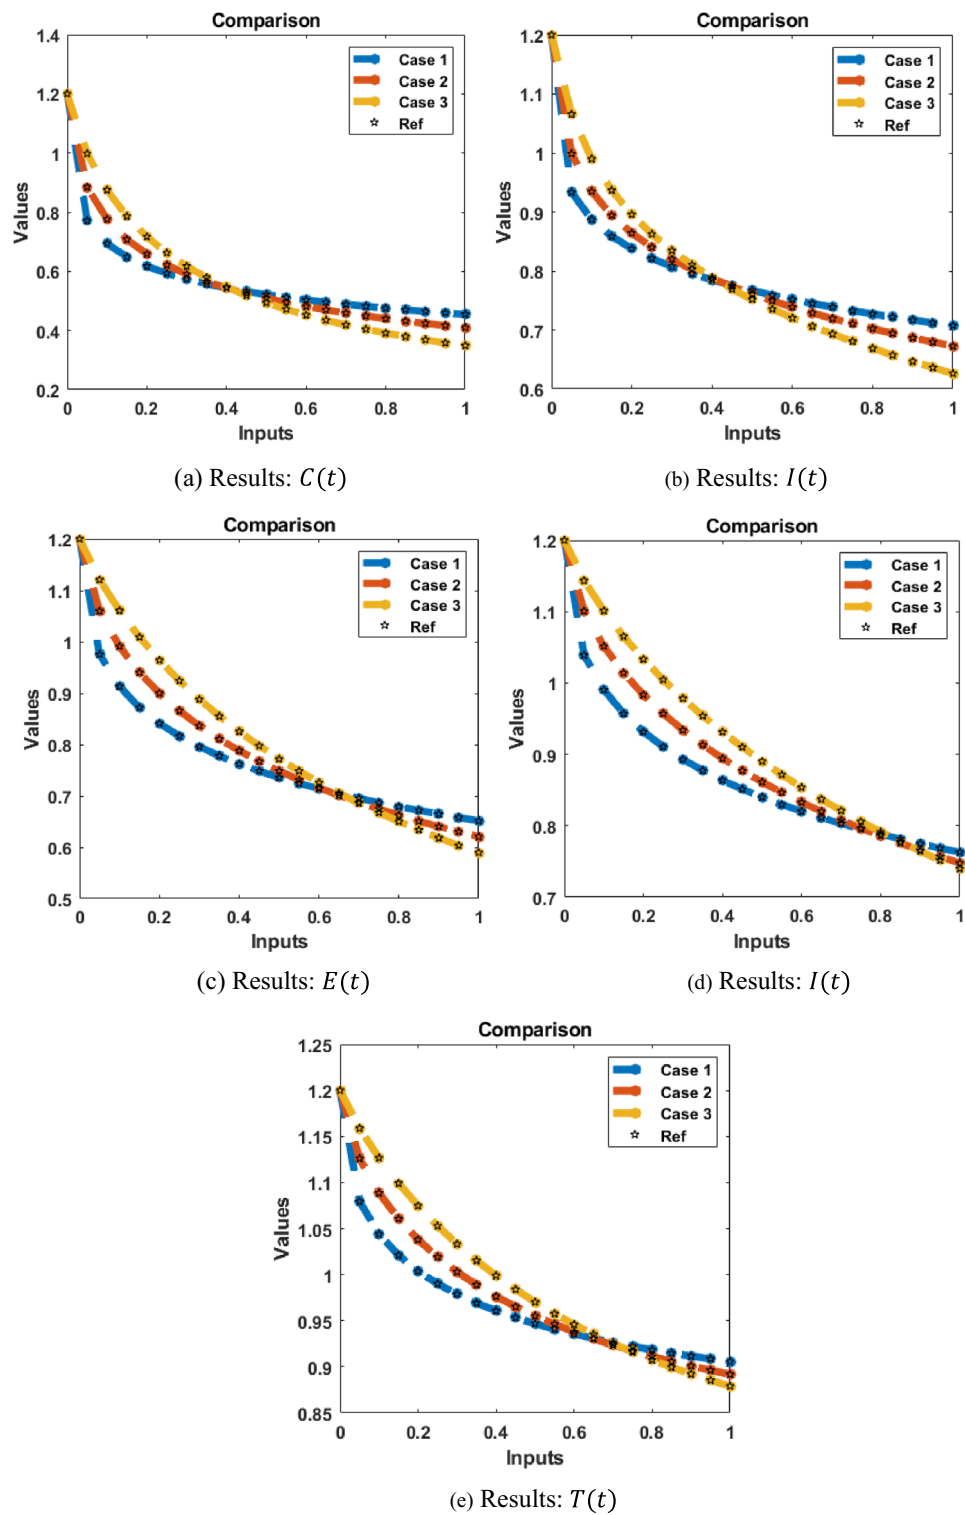 Comparison
1.4
1.2
1
0.8
0.6
0.4
0.2
Values
Case 1
Case 2
Case 3
Ref
0 0.2 0.4 0.6 0.8 1
Inputs
(a) Results: C(t)
Comparison
1.2
1.1
1
0.9
0.8
0.7
0.6
Values
Case 1
Case 2
Case 3
Ref
0 0.2 0.4 0.6 0.8 1
Inputs
(b) Results: I(t)
Comparison
1.2
1.1
1
0.9
0.8
0.7
0.6
0.5
Values
Case 1
Case 2
Case 3
Ref
0 0.2 0.4 0.6 0.8 1
Inputs
(c) Results: E(t)
Comparison
1.2
1.1
1
0.9
0.8
0.7
Values
Case 1
Case 2
Case 3
Ref
0 0.2 0.4 0.6 0.8 1
Inputs
(d) Results: I(t)
Comparison
1.25
1.2
1.15
1.1
1.05
1
0.95
0.9
0.85
Values
Case 1
Case 2
Case 3
Ref
0 0.2 0.4 0.6 0.8 1
Inputs
(e) Results: T(t)